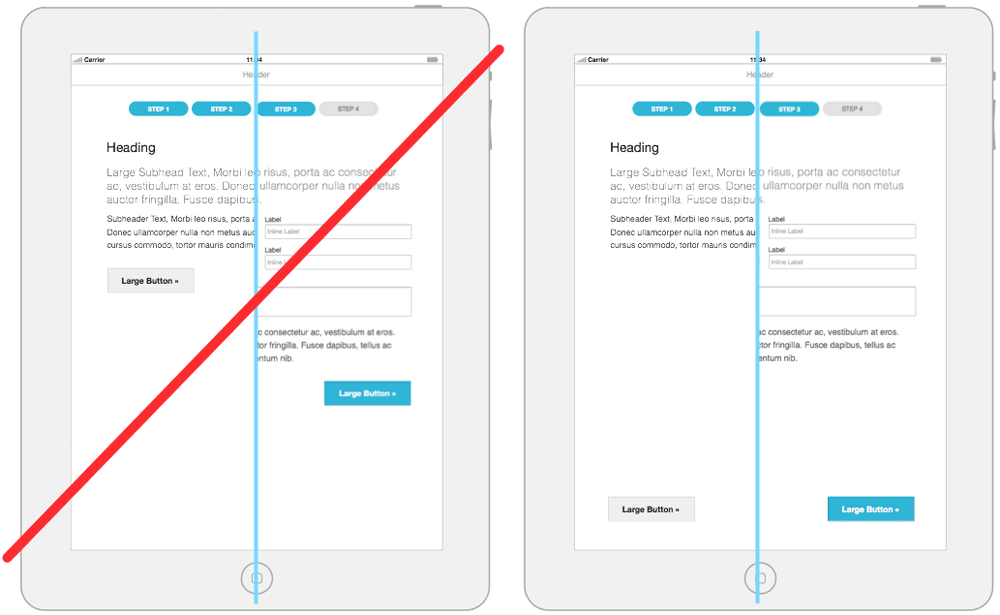 Carrier
11:34
Header
STEP 1 STEP 2 STEP 3 STEP 4
Heading
Large Subhead Text, Morbi leo risus, porta ac consectetur
ac, vestibulum at eros. Donec ullamcorper nulla non metus
auctor fringilla. Fusce dapibus.
Subheader Text, Morbi leo risus, porta a
Donec ullamcorper nulla non metus auc
cursus commodo, tortor mauris condim
Large Button »
Label
Inline Label
Label
Inline Label
ac consectetur ac, vestibulum at eros.
ctor fringilla. Fusce dapibus, tellus ac
entum nib.
Large Button »
Carrier
11:34
Header
STEP 1 STEP 2 STEP 3 STEP 4
Heading
Large Subhead Text, Morbi leo risus, porta ac consectetur
ac, vestibulum at eros. Donec ullamcorper nulla non metus
auctor fringilla. Fusce dapibus.
Subheader Text, Morbi leo risus, porta
Donec ullamcorper nulla non metus auc
cursus commodo, tortor mauris condim
Label
Inline Label
Label
Inline Label
ac consectetur ac, vestibulum at eros.
ctor fringilla. Fusce dapibus, tellus ac
entum nib.
Large Button »
Large Button »